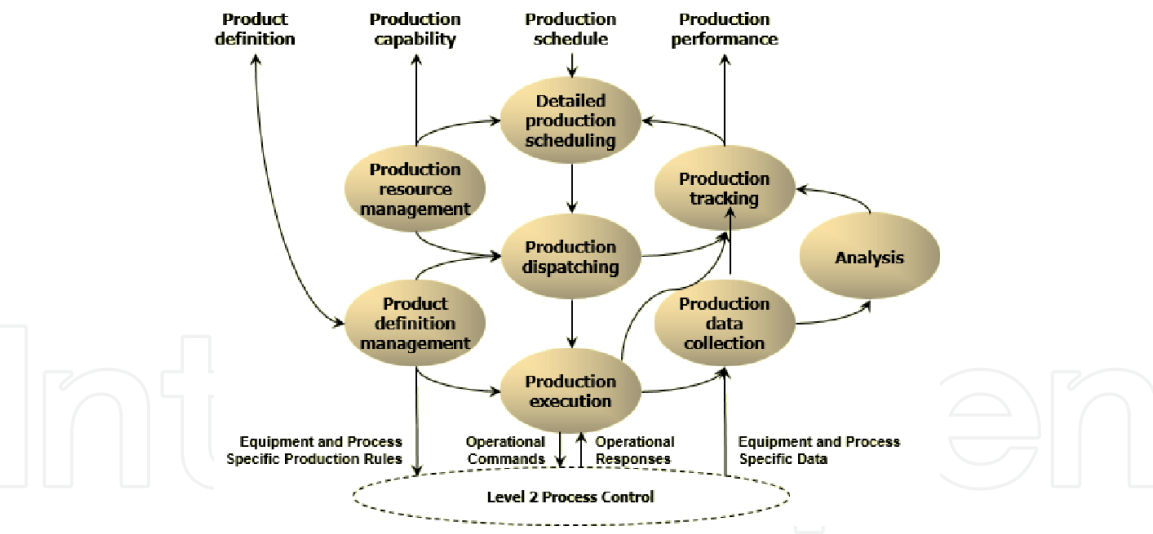 Product
definition
Production
capability
Production
schedule
Production
performance
Detailed
production
scheduling
Production
resource
management
Production
tracking
Production
dispatching
Analysis
Product
definition
management
Production
data
collection
Production
execution
Equipment and Process
Specific Production Rules
Operational
Commands
Operational
Responses
Equipment and Process
Specific Data
Level 2 Process Control
Int
en